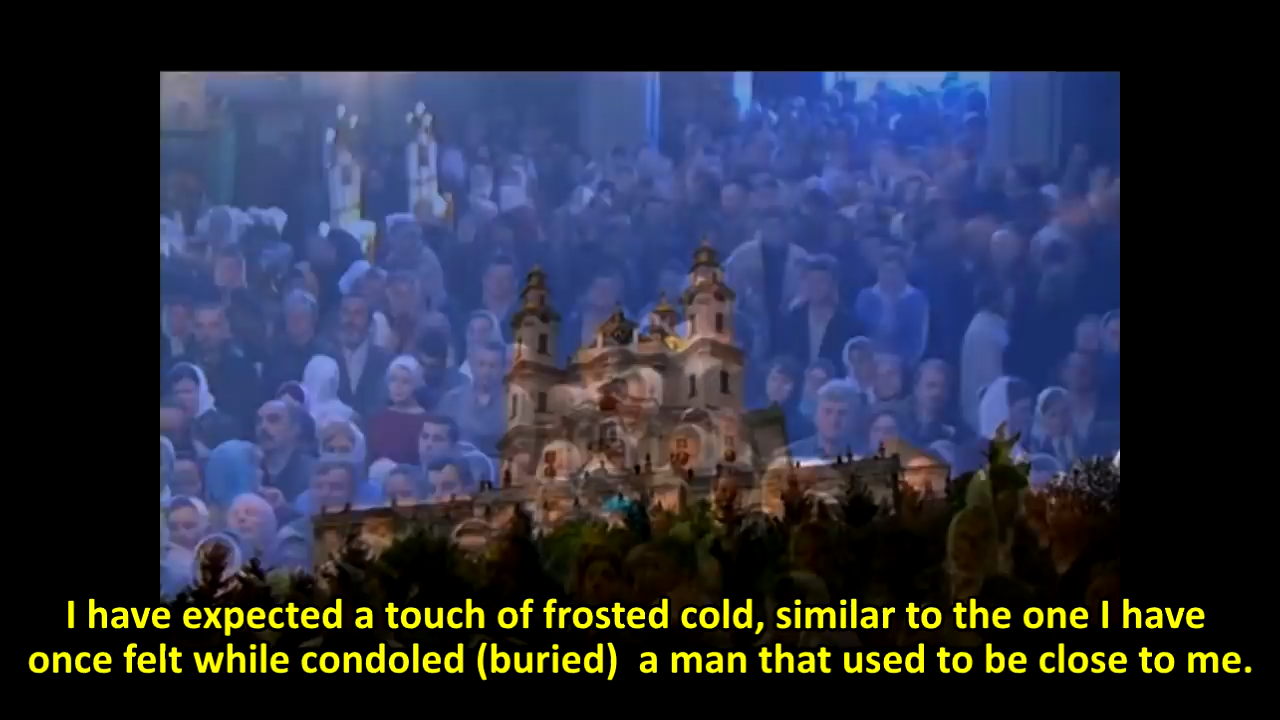 I have expected a touch of frosted cold, similar to the one I have
once felt while condoled (buried)  a man that used to be close to me.